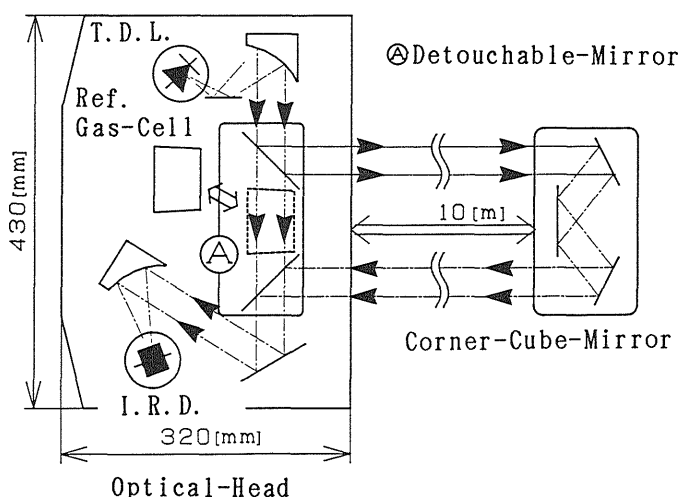 T.D.L.
ⒶDetouchable-Mirror
Ref.
Gas-Cell
430[mm]
10[m]
A
Corner-Cube-Mirror
I.R.D.
320[mm]
Optical-Head